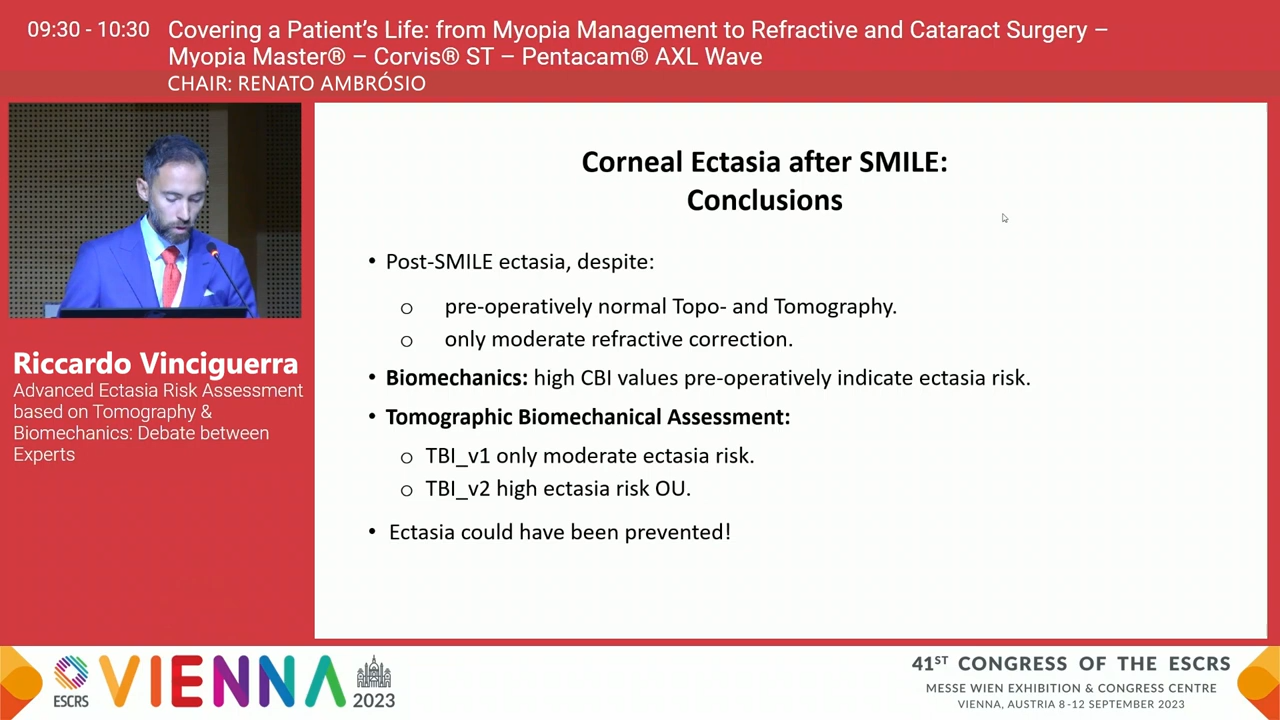 09:30 - 10:30
Covering a Patient's Life: from Myopia Management to Refractive and Cataract Surgery –
Myopia Master® – Corvis® ST – Pentacam® AXL Wave
CHAIR: RENATO AMBRÓSIO
Riccardo Vinciguerra
Advanced Ectasia Risk Assessment
based on Tomography &
Biomechanics: Debate between
Experts
Corneal Ectasia after SMILE:
Conclusions
• Post-SMILE ectasia, despite:
o pre-operatively normal Topo- and Tomography.
o only moderate refractive correction.
• Biomechanics: high CBI values pre-operatively indicate ectasia risk.
• Tomographic Biomechanical Assessment:
o TBI_v1 only moderate ectasia risk.
o TBI_v2 high ectasia risk OU.
• Ectasia could have been prevented!
ESCRS
VIENNA
2023
41ST CONGRESS OF THE ESCRS
MESSE WIEN EXHIBITION & CONGRESS CENTRE
VIENNA, AUSTRIA 8 -12 SEPTEMBER 2023